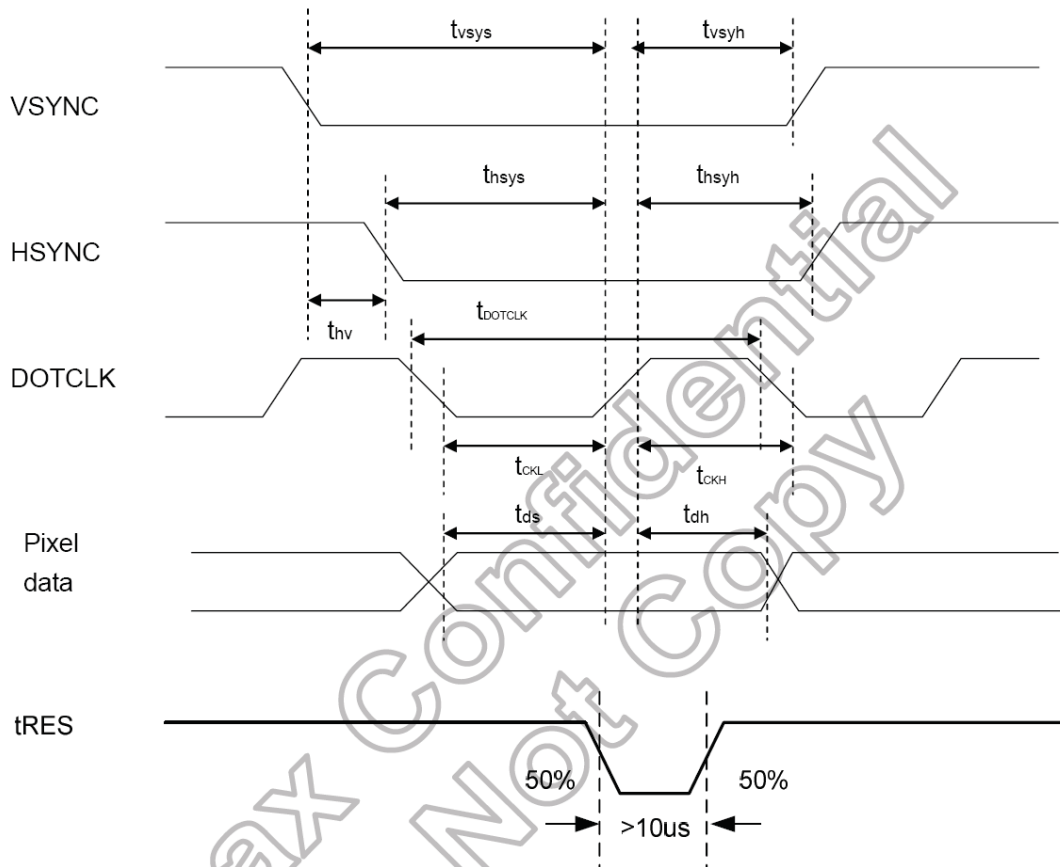 tvsys tvsyh
VSYNC
thsys thsyh
HSYNC
thv
tDOTCLK
DOTCLK
tCKL tCKH
tds tdh
Pixel
data
tRES
50% 50%
>10us
ax Confidential
Not Copy